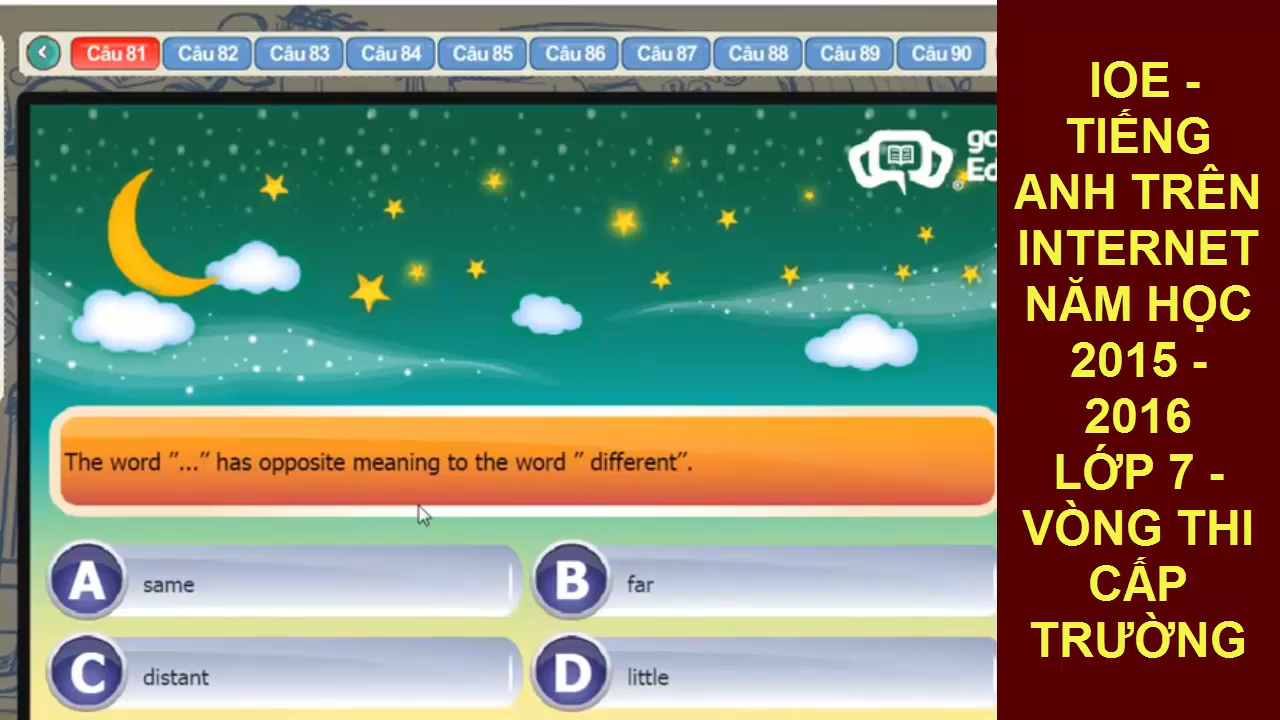 Câu 81 Câu 82 Câu 83 Câu 84 Câu 85 Câu 86 Câu 87 Câu 88 Câu 89 Câu 90
go
Ed
®
The word "..." has opposite meaning to the word " different".
A same
B far
C distant
D little
IOE -
TIẾNG
ANH TRÊN
INTERNET
NĂM HỌC
2015 -
2016
LỚP 7 -
VÒNG THI
CẤP
TRƯỜNG